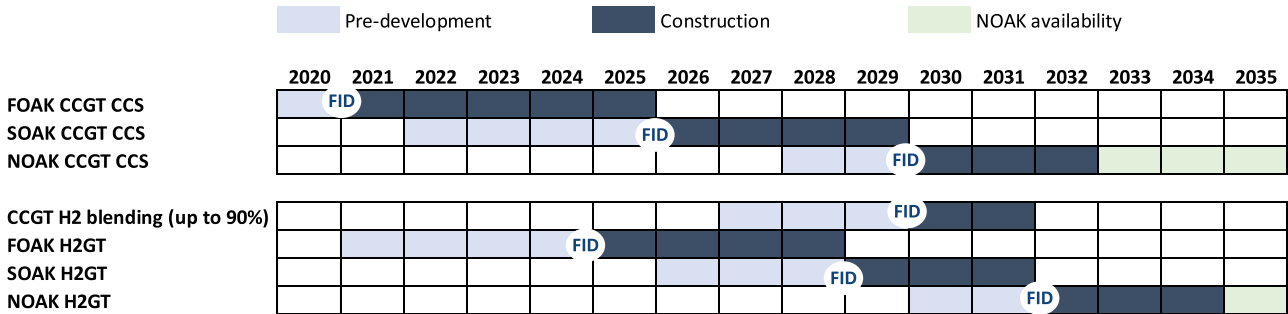 Pre-development Construction NOAK availability
2020 2021 2022 2023 2024 2025 2026 2027 2028 2029 2030 2031 2032 2033 2034 2035
FOAK CCGT CCS FID
SOAK CCGT CCS FID
NOAK CCGT CCS FID
CCGT H2 blending (up to 90%) FID
FOAK H2GT FID
SOAK H2GT FID
NOAK H2GT FID